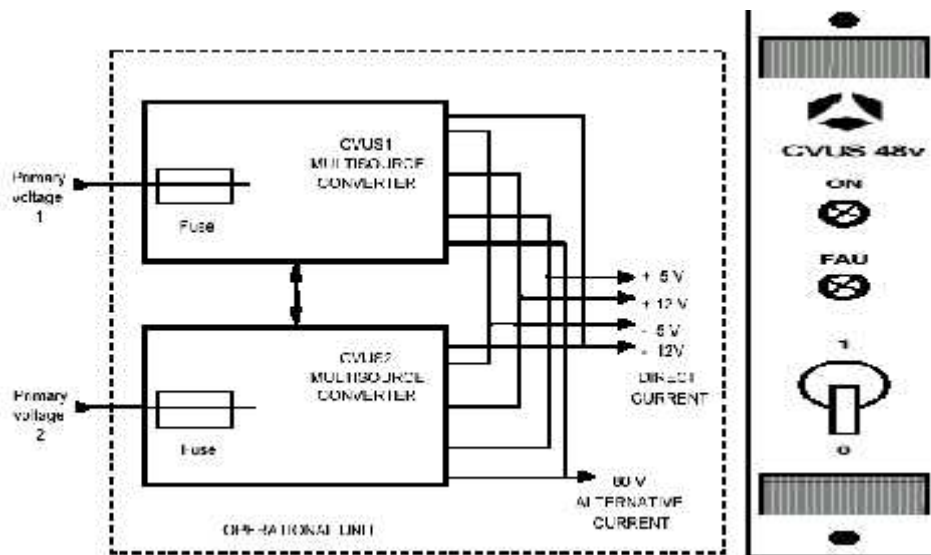 CVUS1
MULTISOURCE
CONVERTER
Primary
voltage
1
Fuse
+ 5 V
+ 12 V
- 5 V
- 12V
DIRECT
CURRENT
CVUS2
MULTISOURCE
CONVERTER
Primary
voltage
2
Fuse
80 V
ALTERNATIVE
CURRENT
OPERATIONAL UNIT
CVUS 48v
ON
FAU
1
0